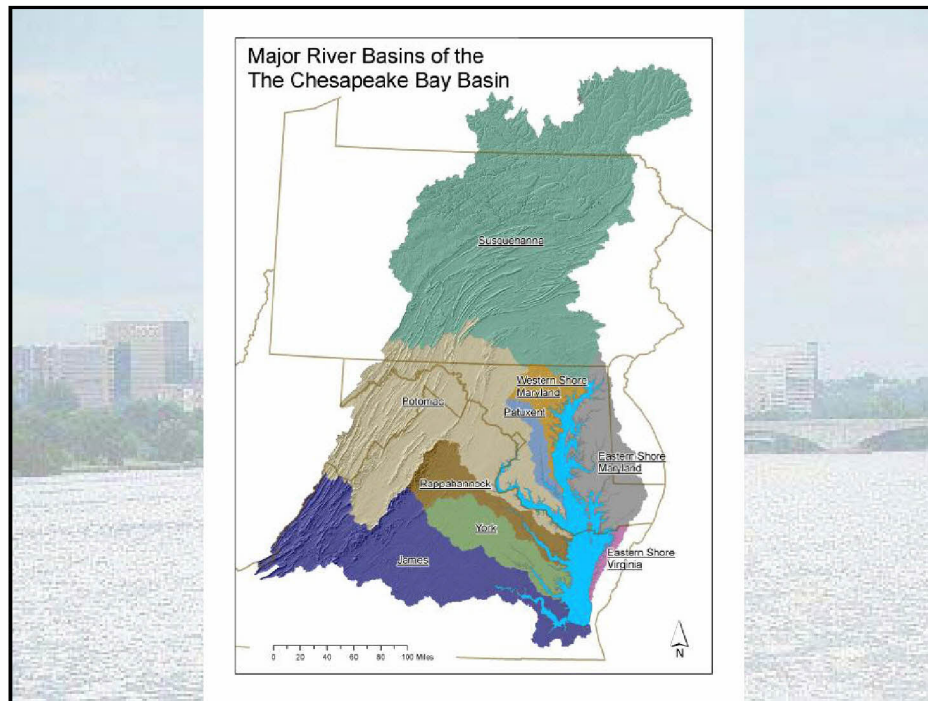 Major River Basins of the
The Chesapeake Bay Basin
Susquehanna
Western Shore
Maryland
Potomac
Patuxent
Eastern Shore
Maryland
Rappahannock
York
Eastern Shore
Virginia
James
0 20 40 60 80 100 Miles
N